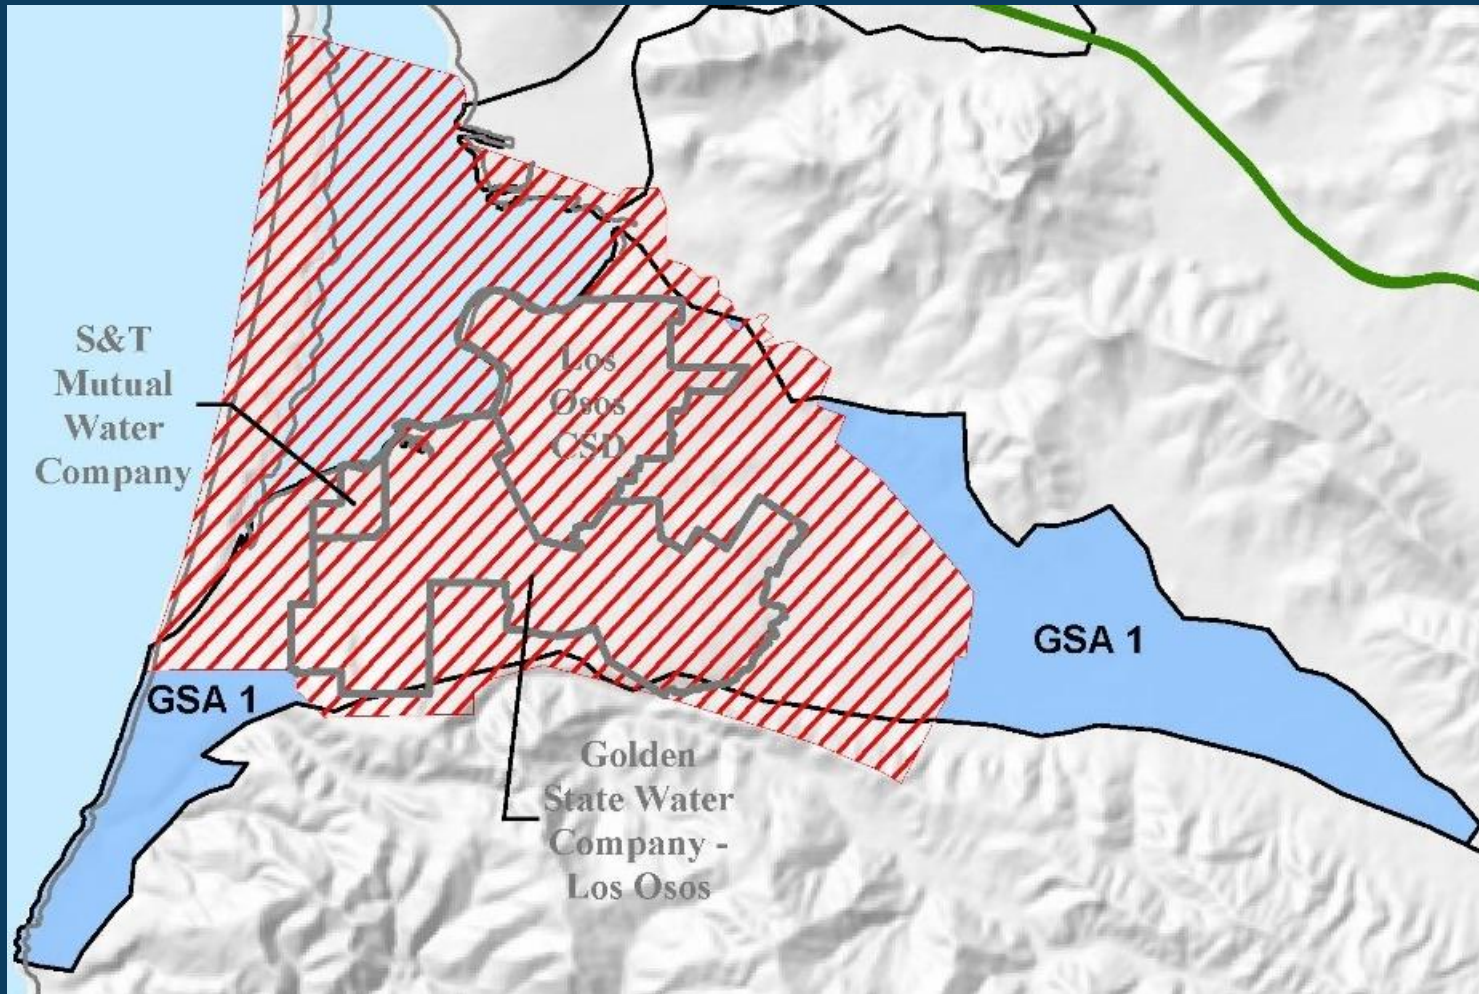 S&T
Mutual
Water
Company
Los
Osos
CSD
GSA 1
GSA 1
Golden
State Water
Company -
Los Osos